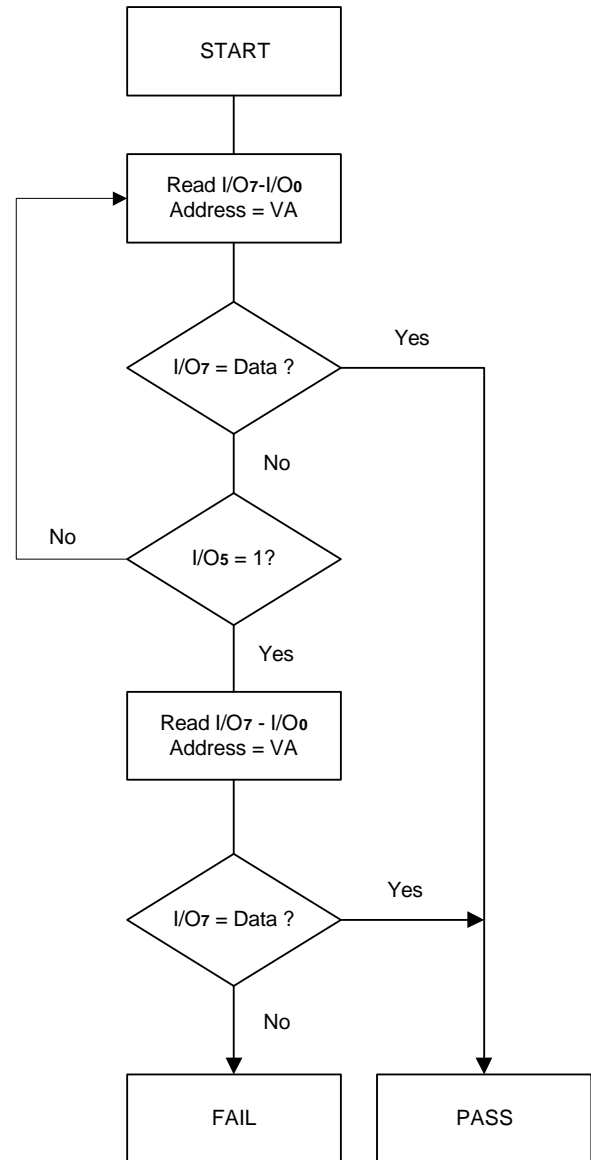 START
Read I/O7-I/O0
Address = VA
I/O7 = Data ?
Yes
No
No
I/O5 = 1?
Yes
Read I/O7 - I/O0
Address = VA
I/O7 = Data ?
Yes
No
FAIL
PASS